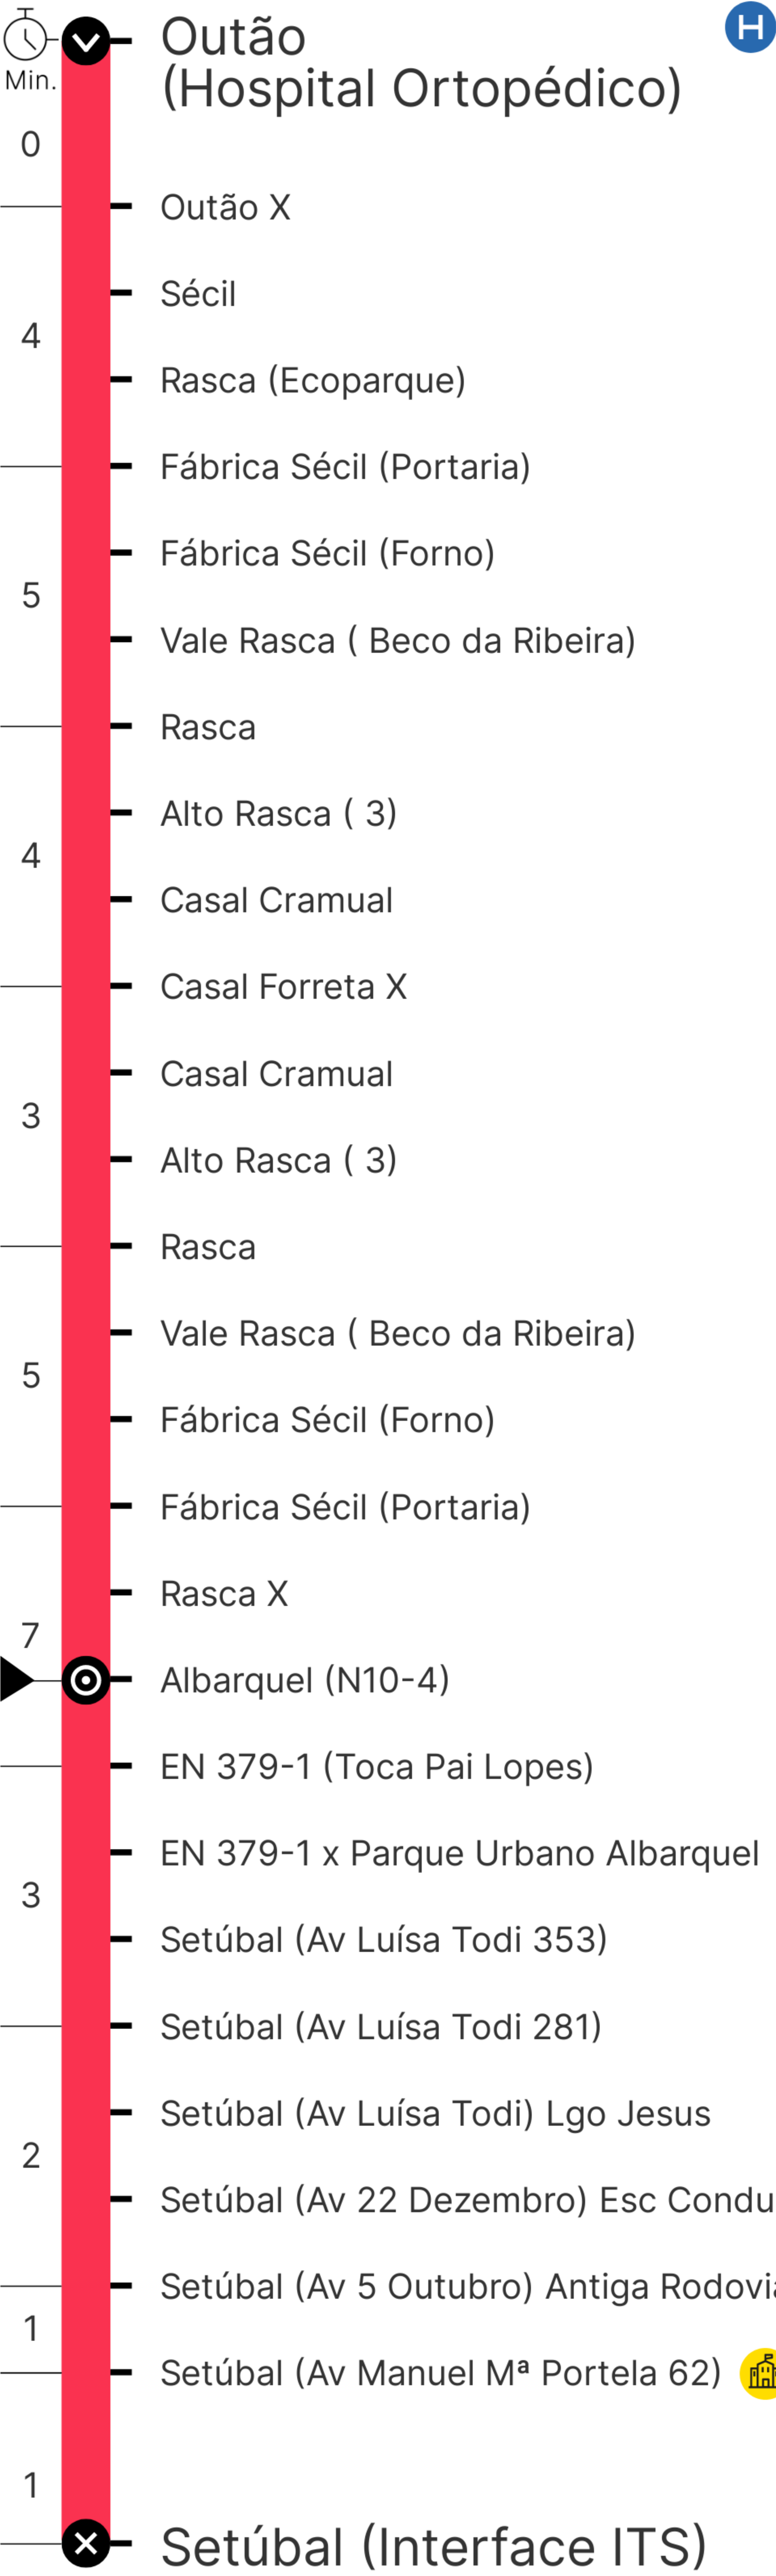 Outão
(Hospital Ortopédico)
H
Min.
0
Outão X
Sécil
4
Rasca (Ecoparque)
Fábrica Sécil (Portaria)
Fábrica Sécil (Forno)
5
Vale Rasca ( Beco da Ribeira)
Rasca
Alto Rasca ( 3)
4
Casal Cramual
Casal Forreta X
Casal Cramual
3
Alto Rasca ( 3)
Rasca
Vale Rasca ( Beco da Ribeira)
5
Fábrica Sécil (Forno)
Fábrica Sécil (Portaria)
Rasca X
7
Albarquel (N10-4)
EN 379-1 (Toca Pai Lopes)
EN 379-1 x Parque Urbano Albarquel
3
Setúbal (Av Luísa Todi 353)
Setúbal (Av Luísa Todi 281)
Setúbal (Av Luísa Todi) Lgo Jesus
2
Setúbal (Av 22 Dezembro) Esc Condu
Setúbal (Av 5 Outubro) Antiga Rodovi
1
Setúbal (Av Manuel Mª Portela 62)
1
Setúbal (Interface ITS)